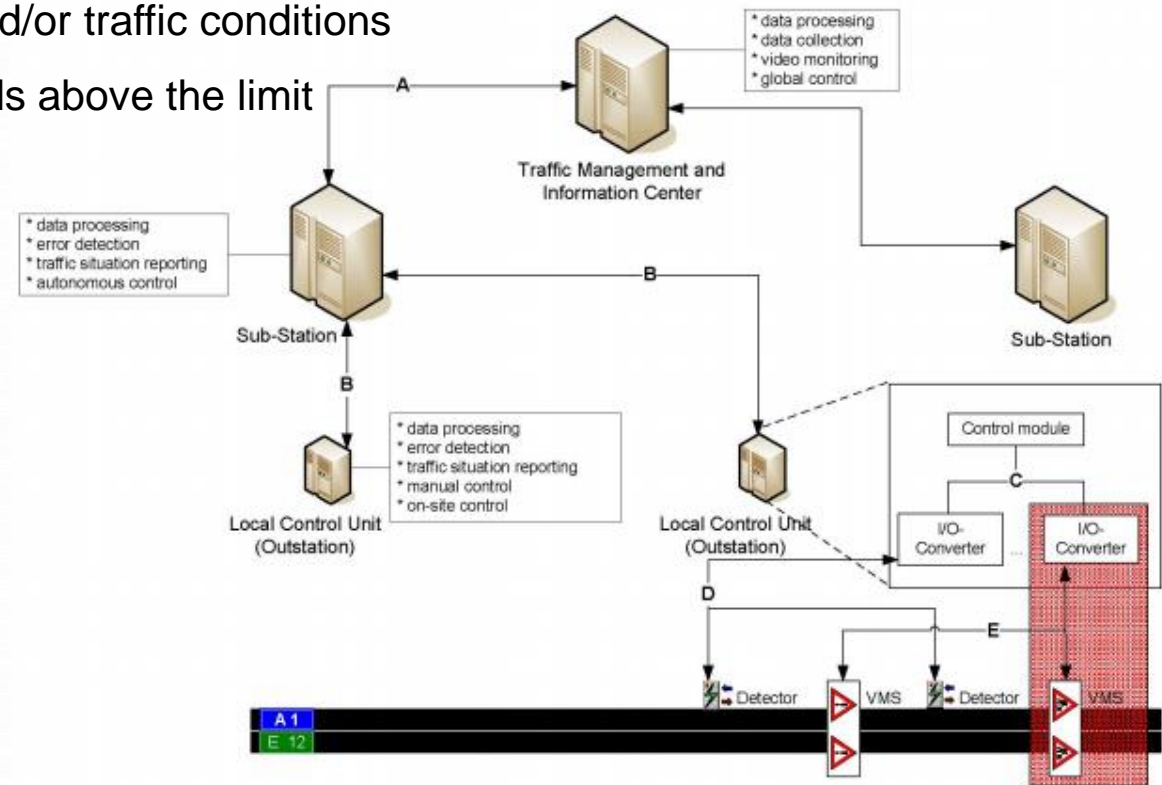 d/or traffic conditions
ls above the limit
* data processing
* data collection
* video monitoring
* global control
A
Traffic Management and
Information Center
* data processing
* error detection
* traffic situation reporting
* autonomous control
Sub-Station
B
Sub-Station
B
* data processing
* error detection
* traffic situation reporting
* manual control
* on-site control
Local Control Unit
(Outstation)
Local Control Unit
(Outstation)
Control module
C
I/O-
Converter
...
I/O-
Converter
D
E
Detector
VMS
Detector
VMS
A 1
E 12